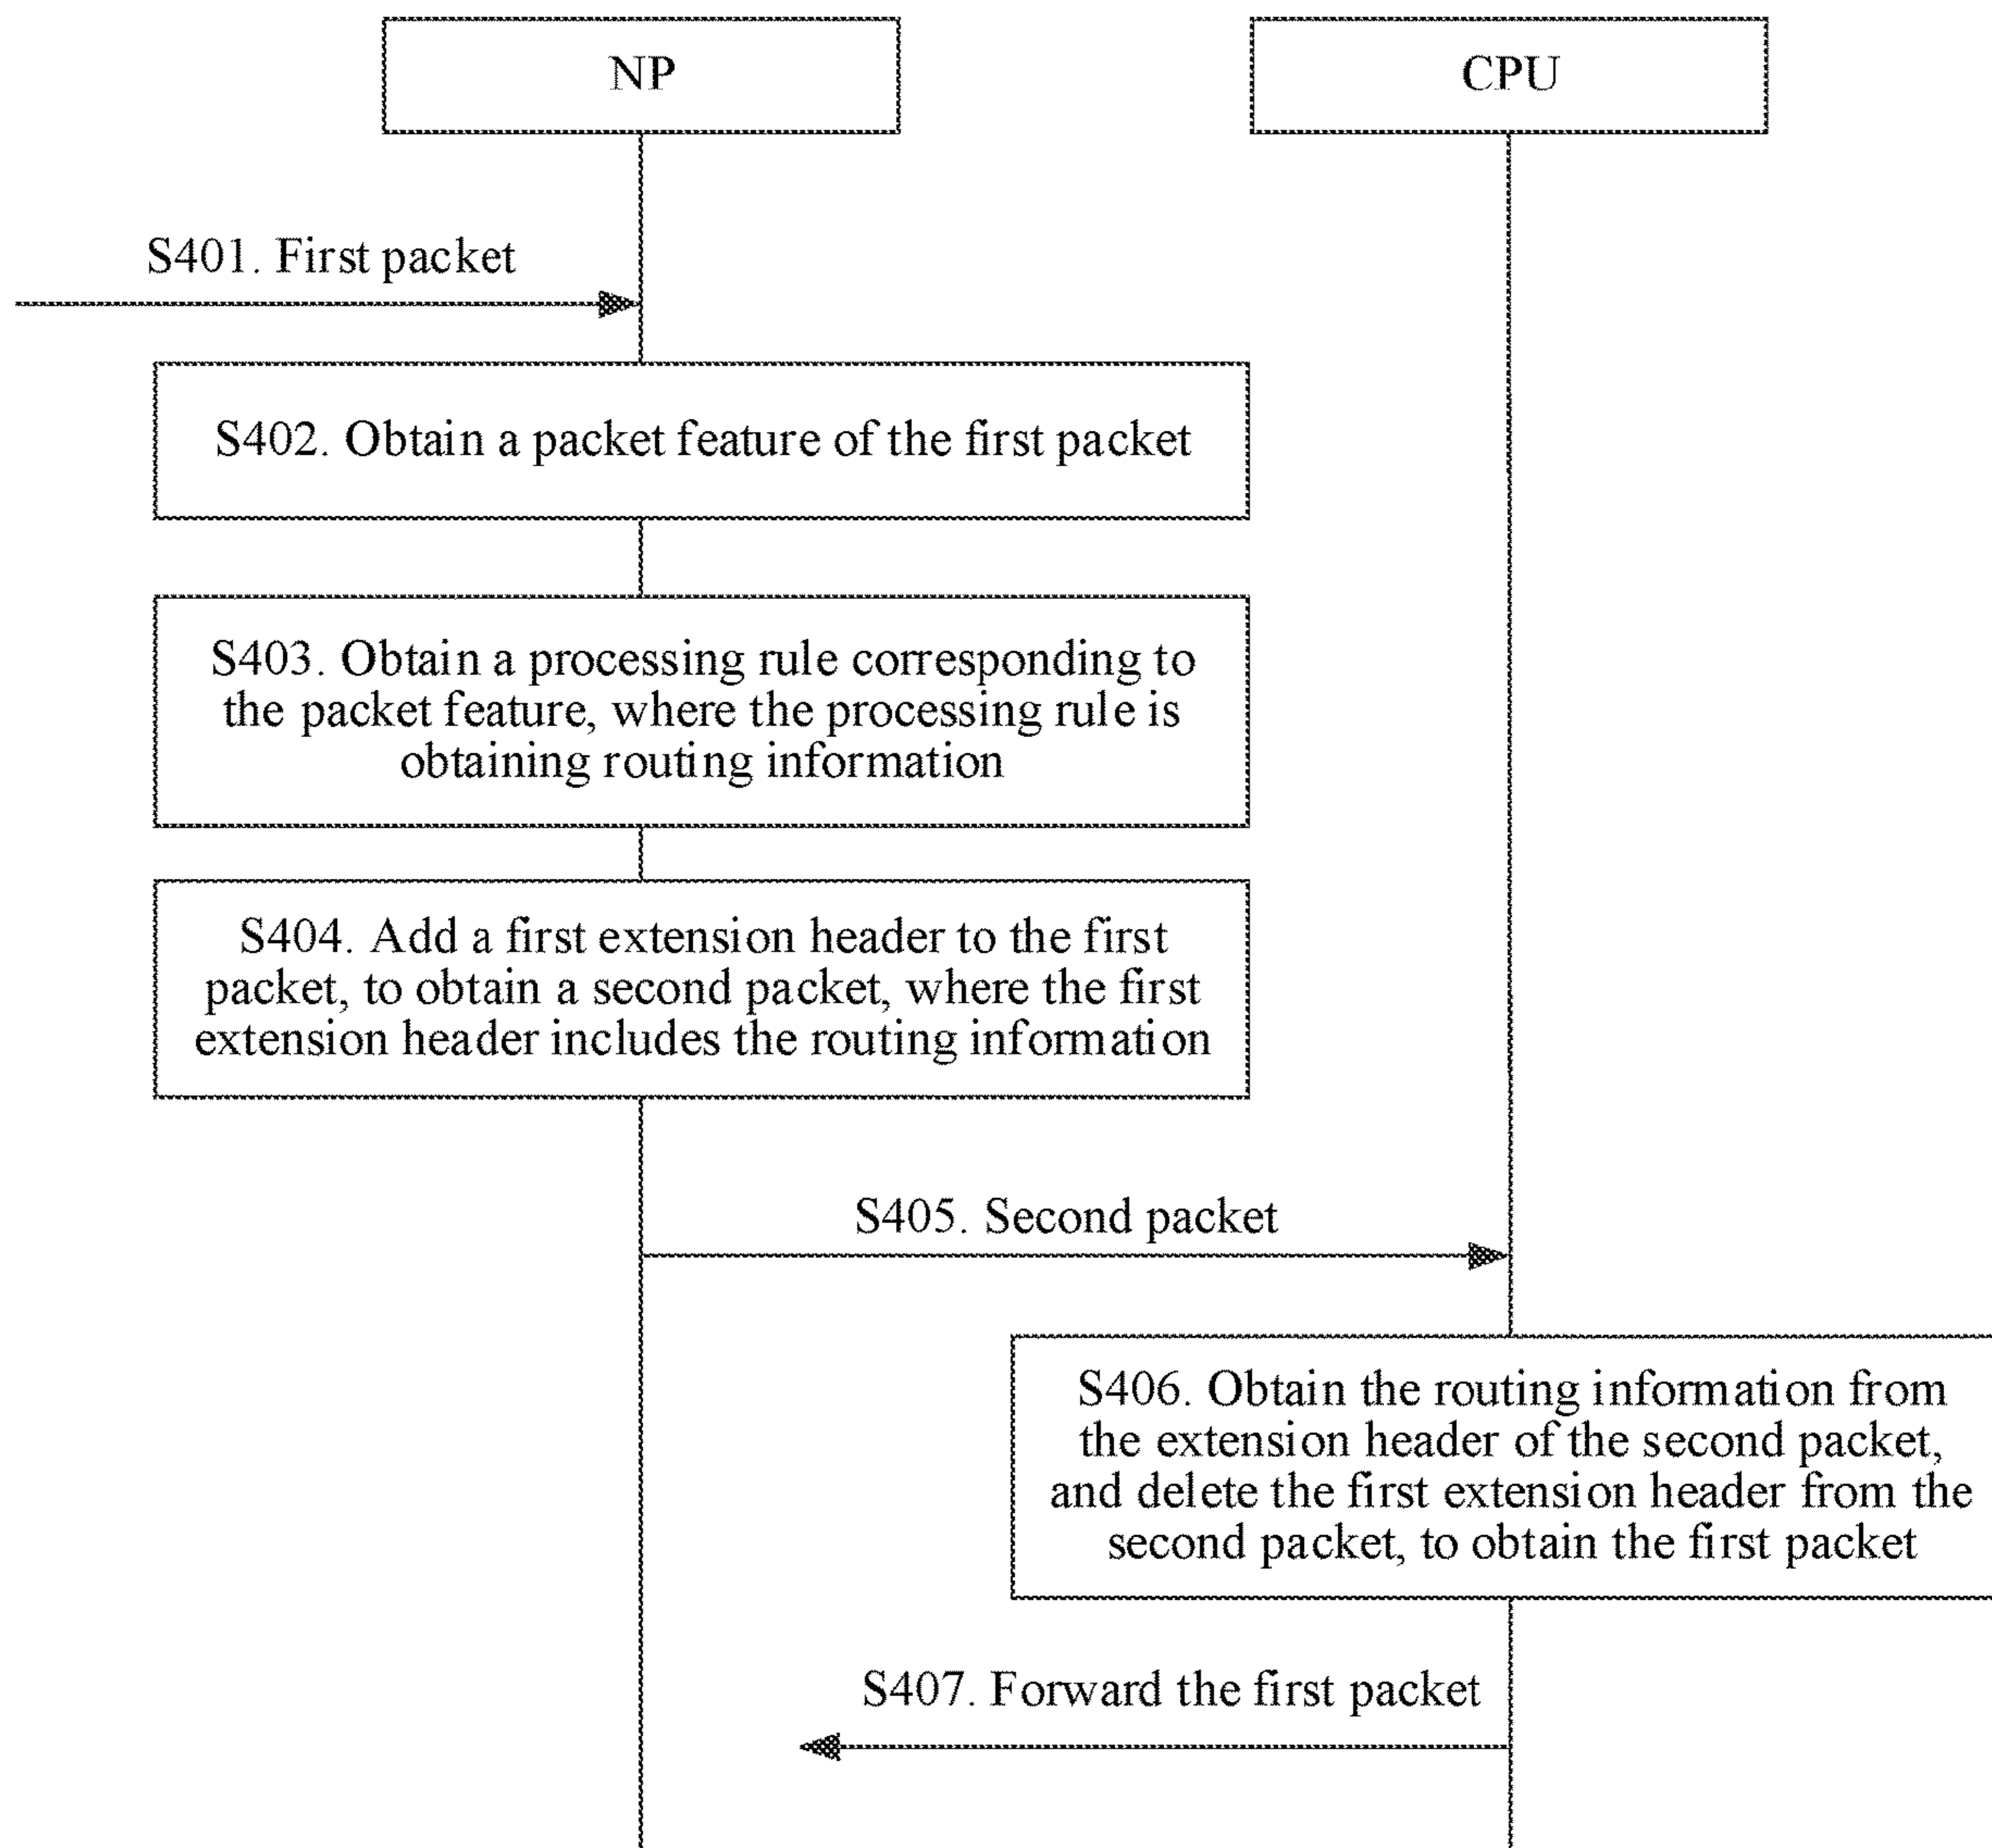 NP
CPU
S401. First packet
S402. Obtain a packet feature of the first packet
S403. Obtain a processing rule corresponding to
the packet feature, where the processing rule is
obtaining routing information
S404. Add a first extension header to the first
packet, to obtain a second packet, where the first
extension header includes the routing information
S405. Second packet
S406. Obtain the routing information from
the extension header of the second packet,
and delete the first extension header from the
second packet, to obtain the first packet
S407. Forward the first packet